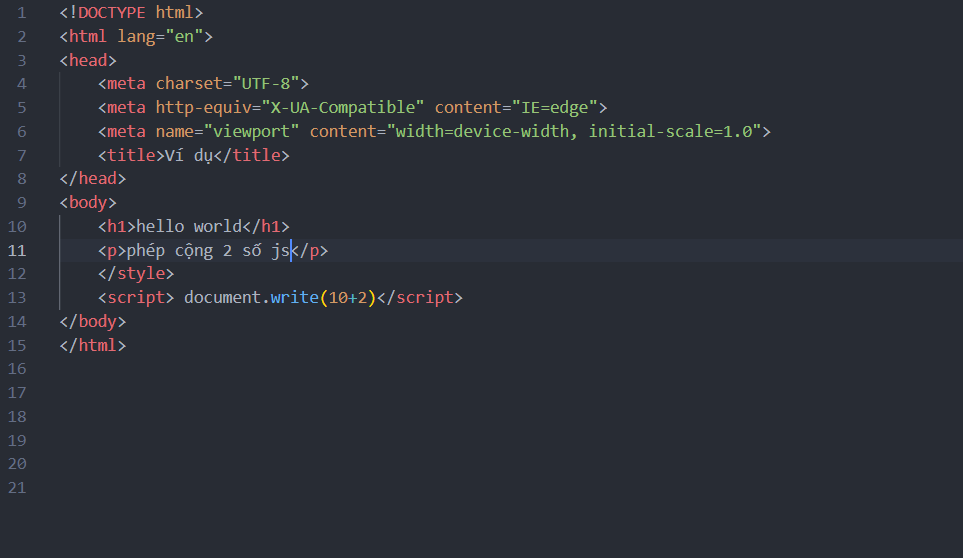 1 <!DOCTYPE html>
2 <html lang="en">
3 <head>
4     <meta charset="UTF-8">
5     <meta http-equiv="X-UA-Compatible" content="IE=edge">
6     <meta name="viewport" content="width=device-width, initial-scale=1.0">
7     <title>Ví dụ</title>
8 </head>
9 <body>
10     <h1>hello world</h1>
11     <p>phép cộng 2 số js</p>
12     </style>
13     <script> document.write(10+2)</script>
14 </body>
15 </html>
16
17
18
19
20
21